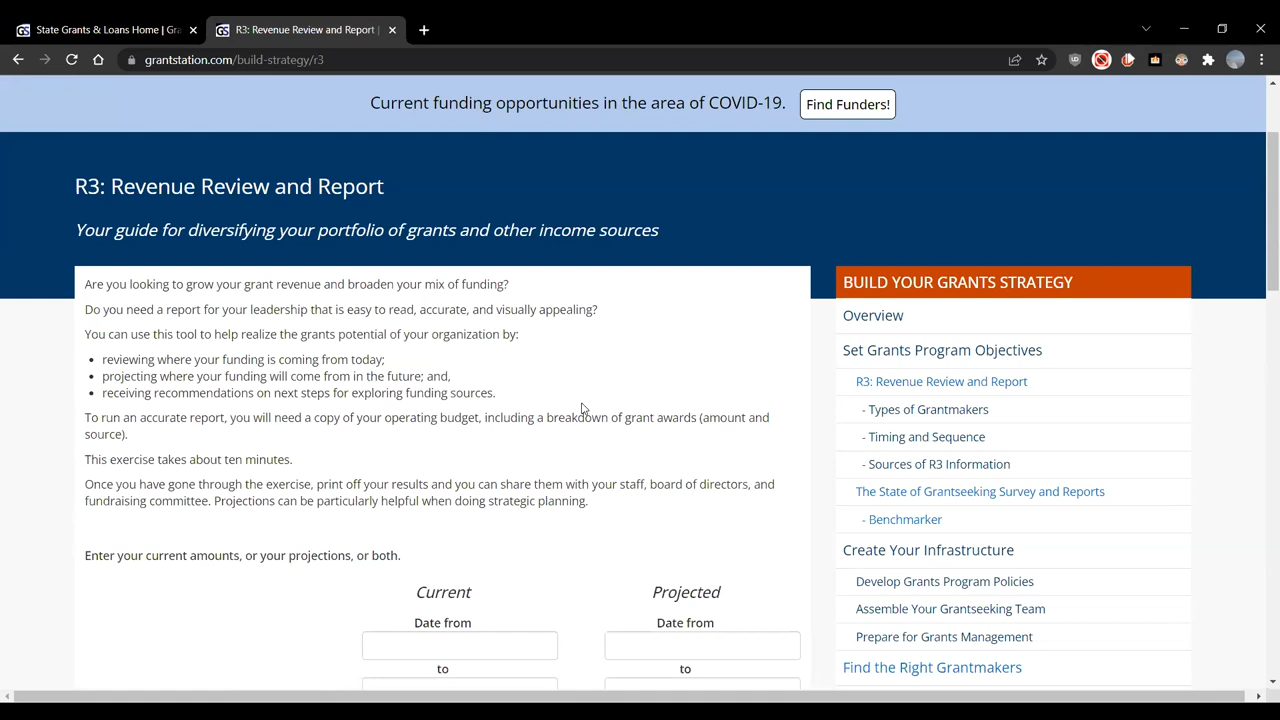 State Grants & Loans Home | Gra
R3: Revenue Review and Report |
grantstation.com/build-strategy/r3
Current funding opportunities in the area of COVID-19.
Find Funders!
R3: Revenue Review and Report
Your guide for diversifying your portfolio of grants and other income sources
Are you looking to grow your grant revenue and broaden your mix of funding?
Do you need a report for your leadership that is easy to read, accurate, and visually appealing?
You can use this tool to help realize the grants potential of your organization by:
• reviewing where your funding is coming from today;
• projecting where your funding will come from in the future; and,
• receiving recommendations on next steps for exploring funding sources.
To run an accurate report, you will need a copy of your operating budget, including a breakdown of grant awards (amount and
source).
This exercise takes about ten minutes.
Once you have gone through the exercise, print off your results and you can share them with your staff, board of directors, and
fundraising committee. Projections can be particularly helpful when doing strategic planning.
Enter your current amounts, or your projections, or both.
Current
Projected
Date from
Date from
to
to
BUILD YOUR GRANTS STRATEGY
Overview
Set Grants Program Objectives
R3: Revenue Review and Report
- Types of Grantmakers
- Timing and Sequence
- Sources of R3 Information
The State of Grantseeking Survey and Reports
- Benchmarker
Create Your Infrastructure
Develop Grants Program Policies
Assemble Your Grantseeking Team
Prepare for Grants Management
Find the Right Grantmakers